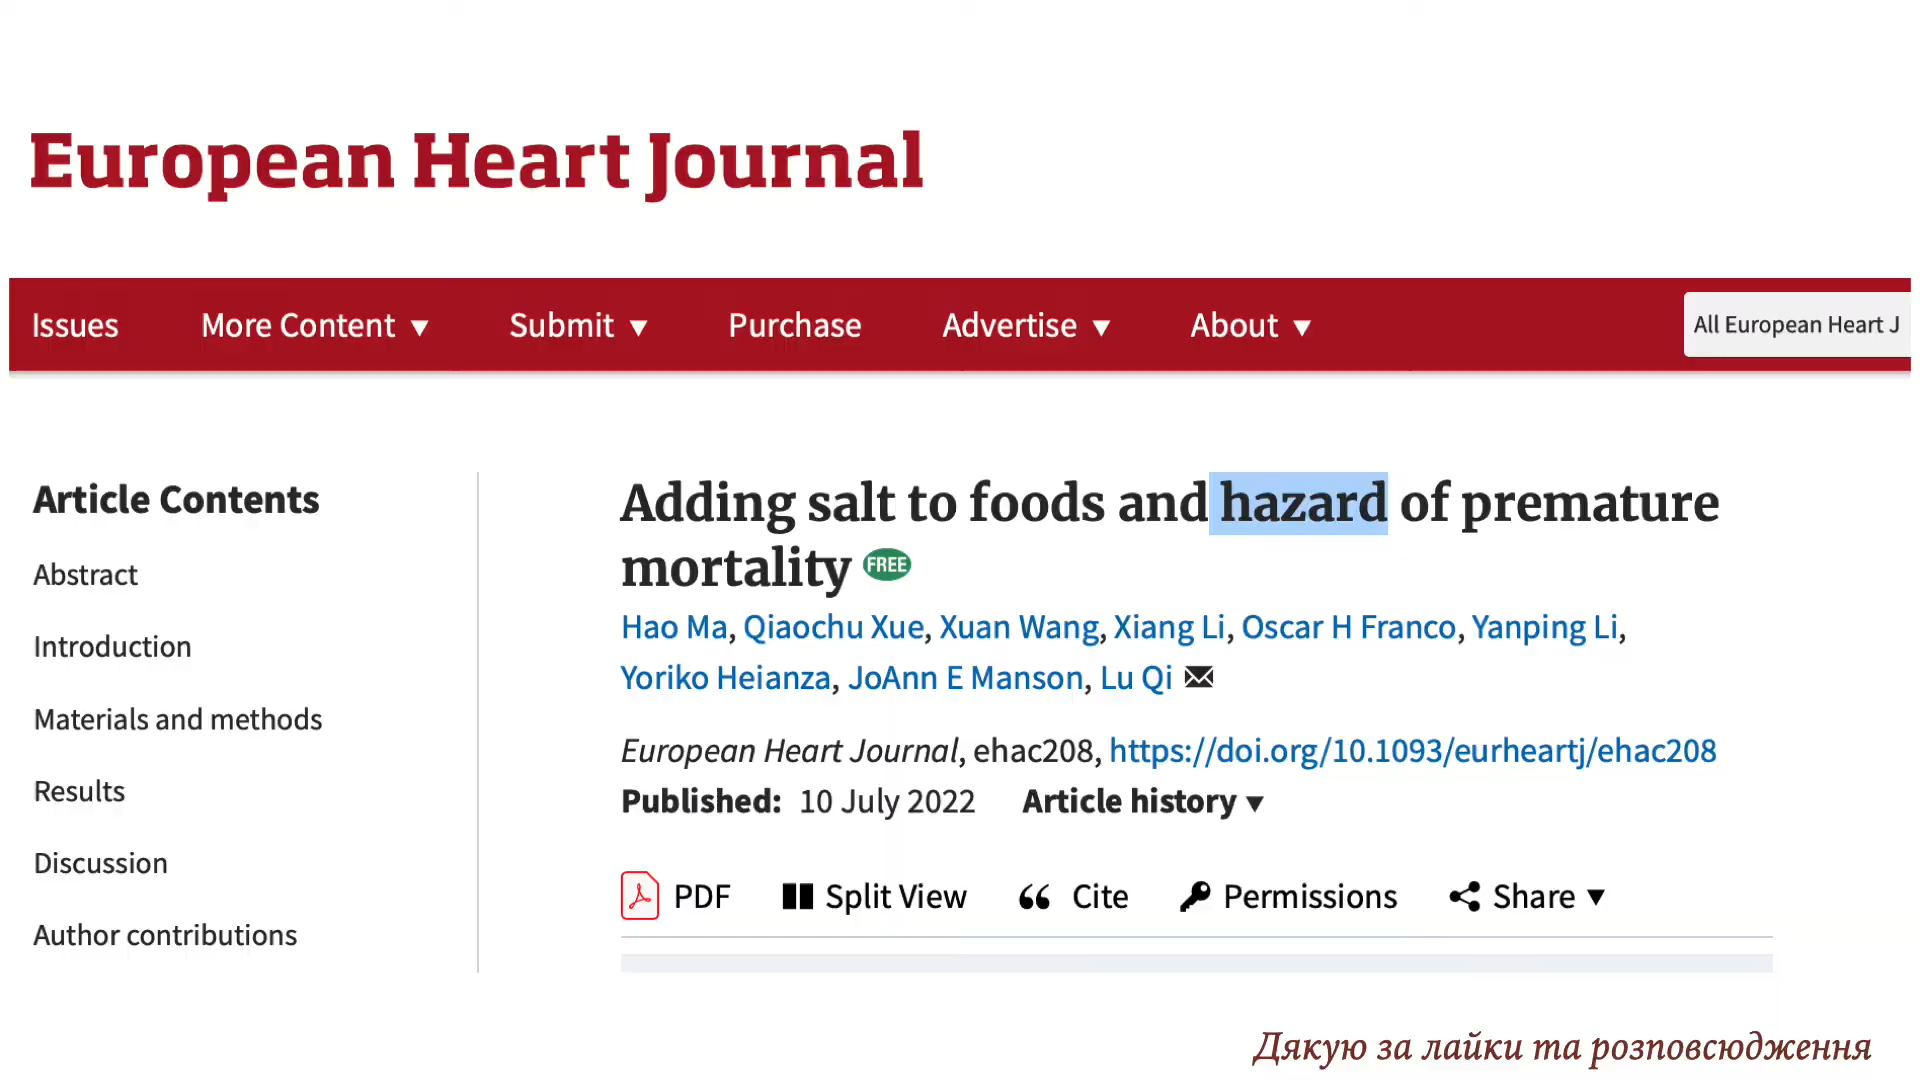 European Heart Journal
Issues More Content ▼ Submit ▼ Purchase Advertise ▼ About ▼ All European Heart J
Article Contents
Abstract
Introduction
Materials and methods
Results
Discussion
Author contributions
Adding salt to foods and hazard of premature
mortality FREE
Hao Ma, Qiaochu Xue, Xuan Wang, Xiang Li, Oscar H Franco, Yanping Li,
Yoriko Heianza, JoAnn E Manson, Lu Qi
European Heart Journal, ehac208, https://doi.org/10.1093/eurheartj/ehac208
Published: 10 July 2022 Article history ▼
PDF Split View Cite Permissions Share ▼
Дякую за лайки та розповсюдження